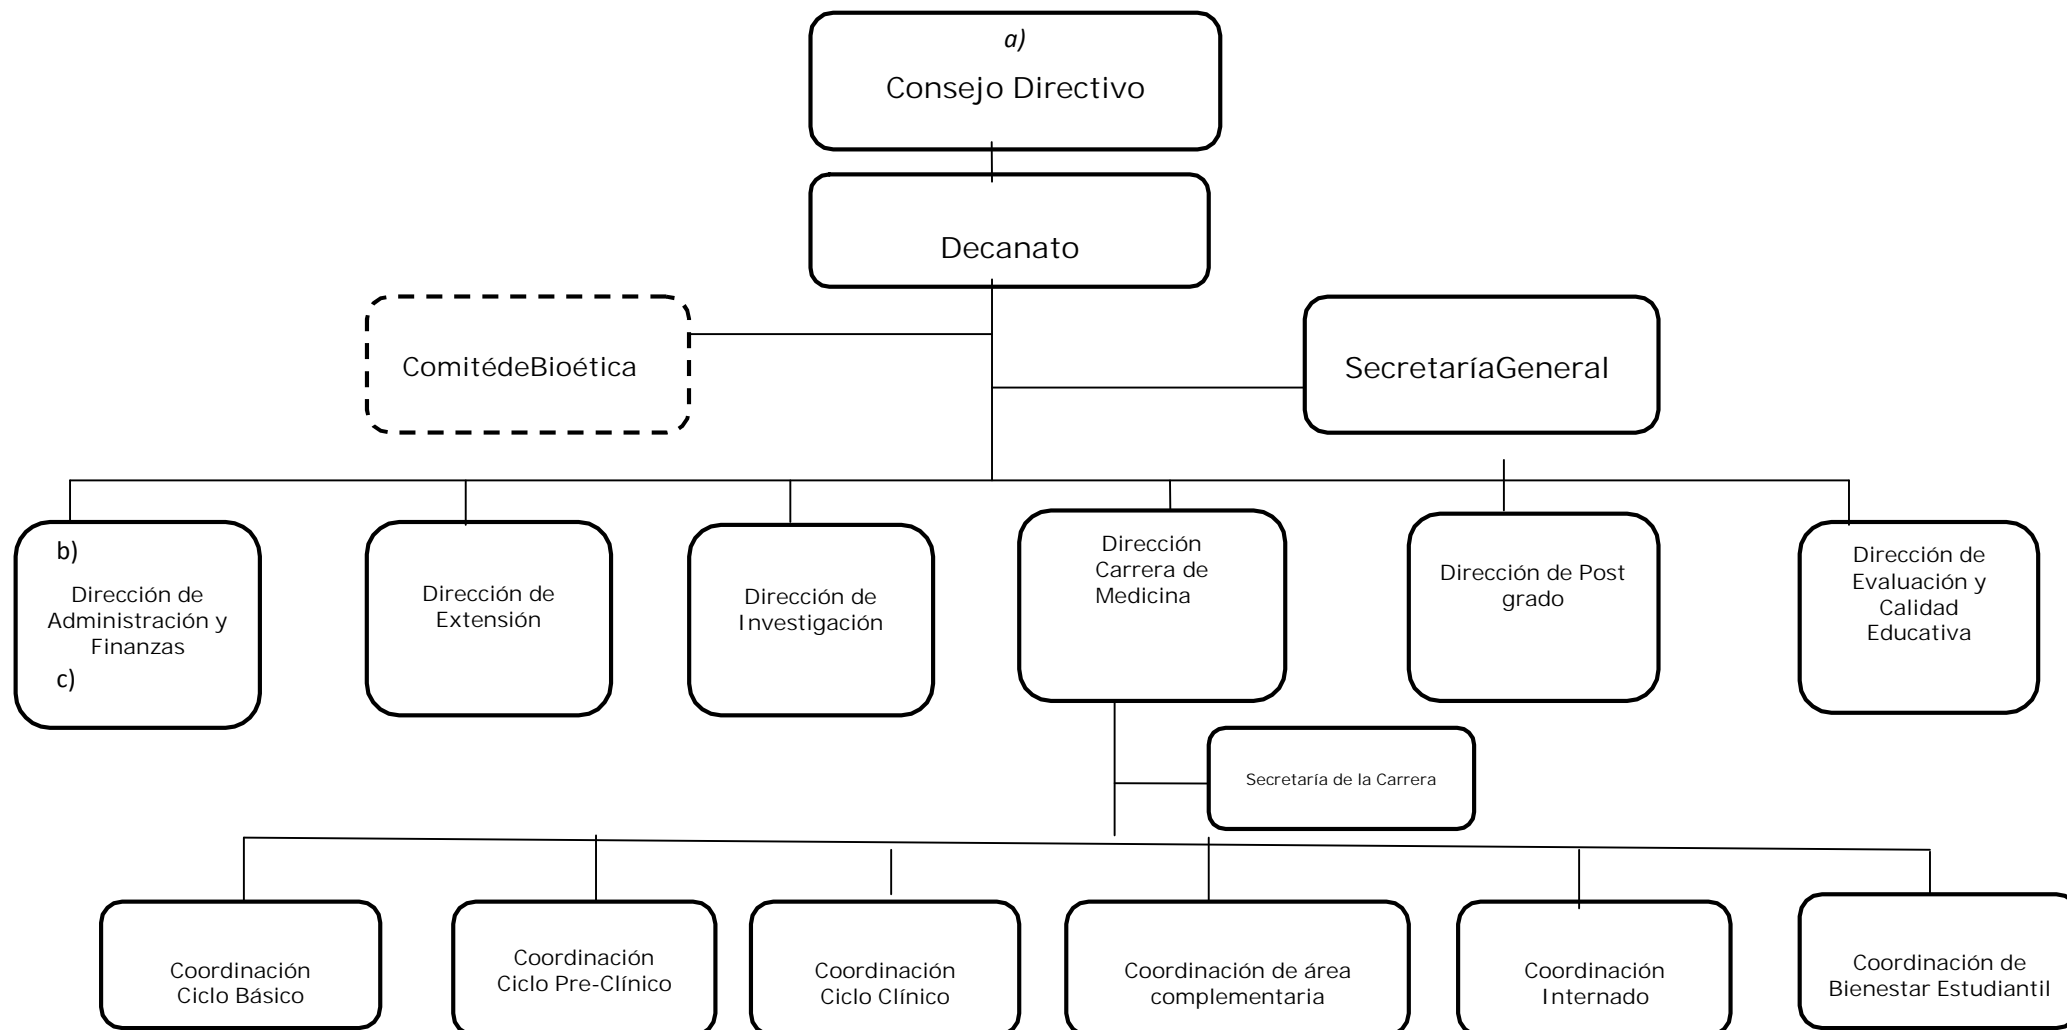 a)
Consejo Directivo
Decanato
ComitédeBioética
SecretaríaGeneral
b)
Dirección de
Administración y
Finanzas
c)
Dirección de
Extensión
Dirección de
Investigación
Dirección
Carrera de
Medicina
Dirección de Post
grado
Dirección de
Evaluación y
Calidad
Educativa
Secretaría de la Carrera
Coordinación
Ciclo Básico
Coordinación
Ciclo Pre-Clínico
Coordinación
Ciclo Clínico
Coordinación de área
complementaria
Coordinación
Internado
Coordinación de
Bienestar Estudiantil